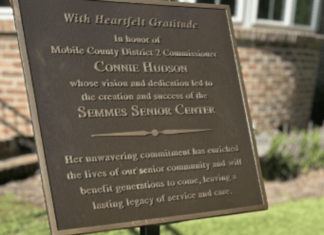 With Heartfelt Gratitude
In honor of
Mobile County District 2 Commissioner
CONNIE HUDSON
whose vision and dedication led to
the creation and success of the
SEMMES SENIOR CENTER
Her unwavering commitment has enriched
the lives of our senior community and will
benefit generations to come, leaving a
lasting legacy of service and care.